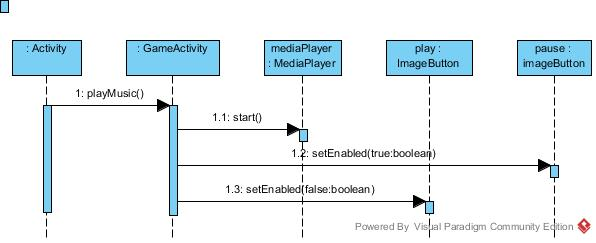 : Activity
: GameActivity
mediaPlayer
: MediaPlayer
play :
ImageButton
pause :
imageButton
1: playMusic()
1.1: start()
1.2: setEnabled(true:boolean)
1.3: setEnabled(false:boolean)
Powered By Visual Paradigm Community Edition